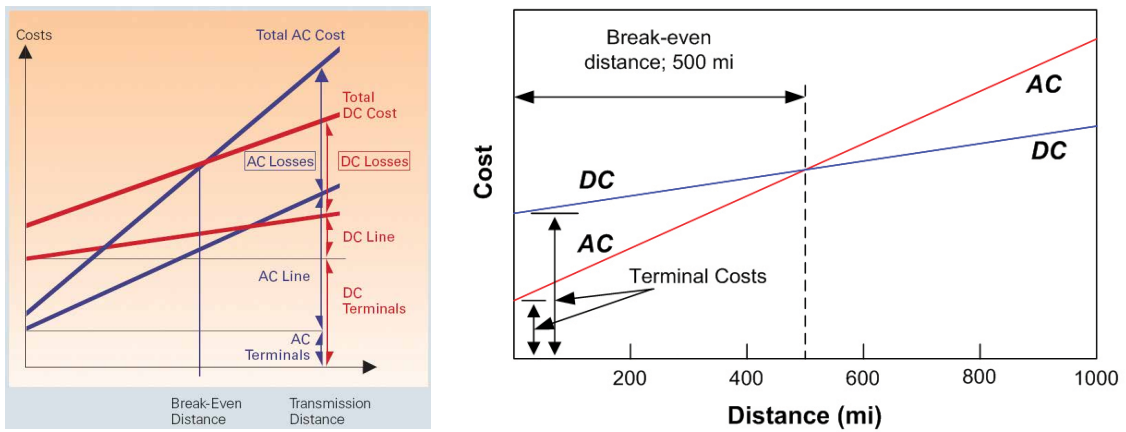 Costs
Total AC Cost
Total
DC Cost
AC Losses
DC Losses
DC Line
AC Line
DC
Terminals
AC
Terminals
Break-Even
Distance
Transmission
Distance
Break-even
distance; 500 mi
AC
DC
DC
AC
Terminal Costs
Cost
200
400
600
800
1000
Distance (mi)